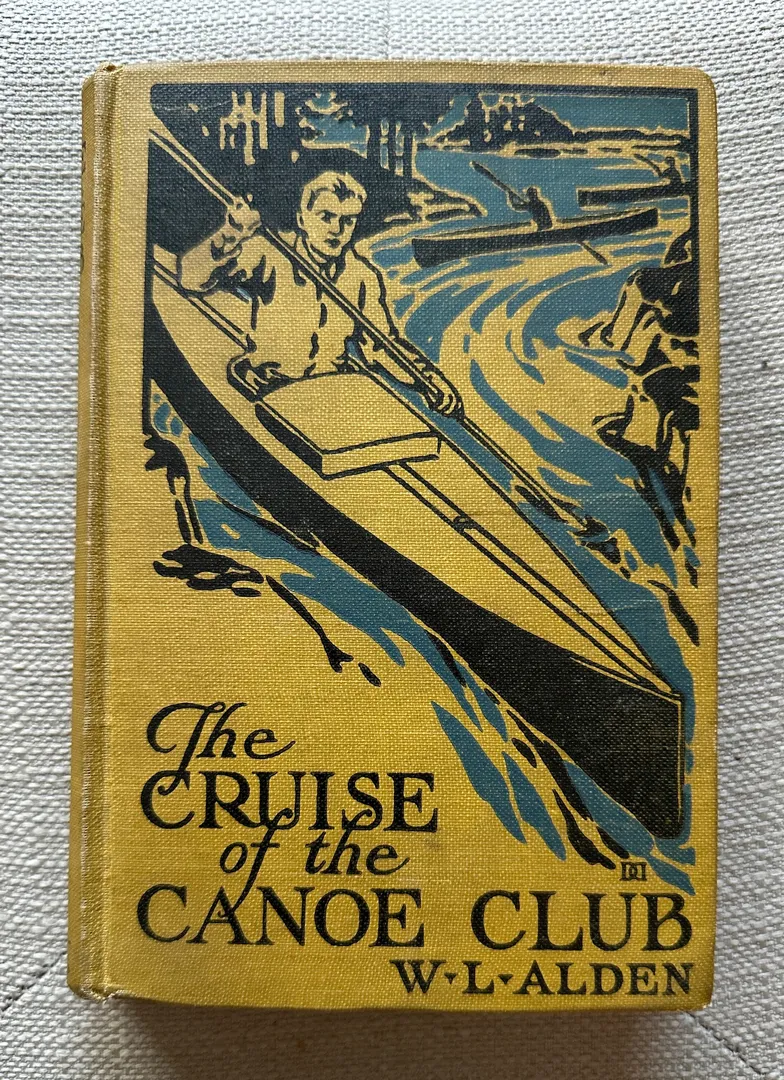 The
CRUISE
of the
CANOE CLUB
W·L·ALDEN